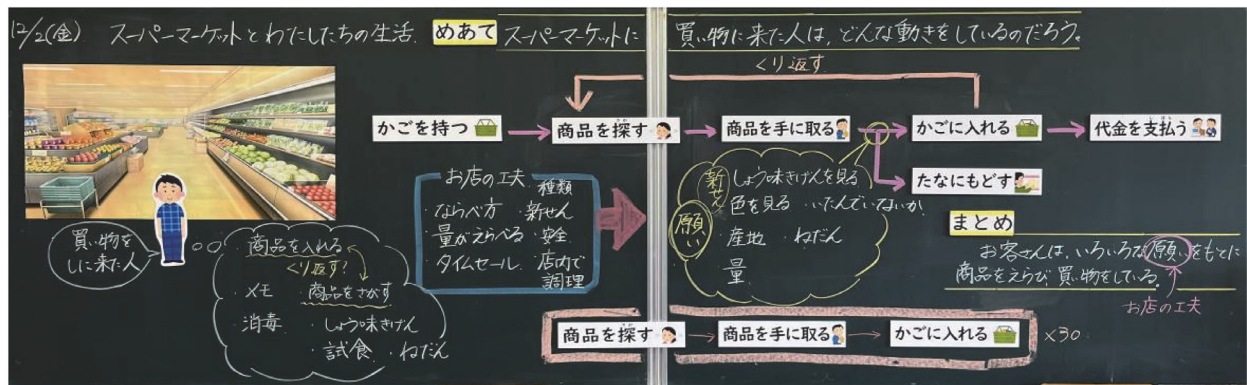 12/2(金) スーパーマーケットとわたしたちの生活
めあて スーパーマーケットに買い物に来た人は、どんな動きをしているのだろう。
くり返す
かごを持つ
商品を探す
商品を手に取る
かごに入れる
代金を支払う
たなにもどす
買い物をしに来た人
商品を入れる
くり返す?
・メモ ・商品をさがす
・消毒 ・しょう味きげん
・試食 ・ねだん
お店の工夫
・ならべ方
・量がえらべる
・タイムセール
・種類
・新せん
・安全
・店内で調理
願い
新せん
しょう味きげんを見る
色を見る ・いたんでいないか
・産地 ・ねだん
・量
まとめ
お客さんは、いろいろな願いをもとに
商品をえらび、買い物をしている。
お店の工夫
商品を探す
商品を手に取る
かごに入れる
×30